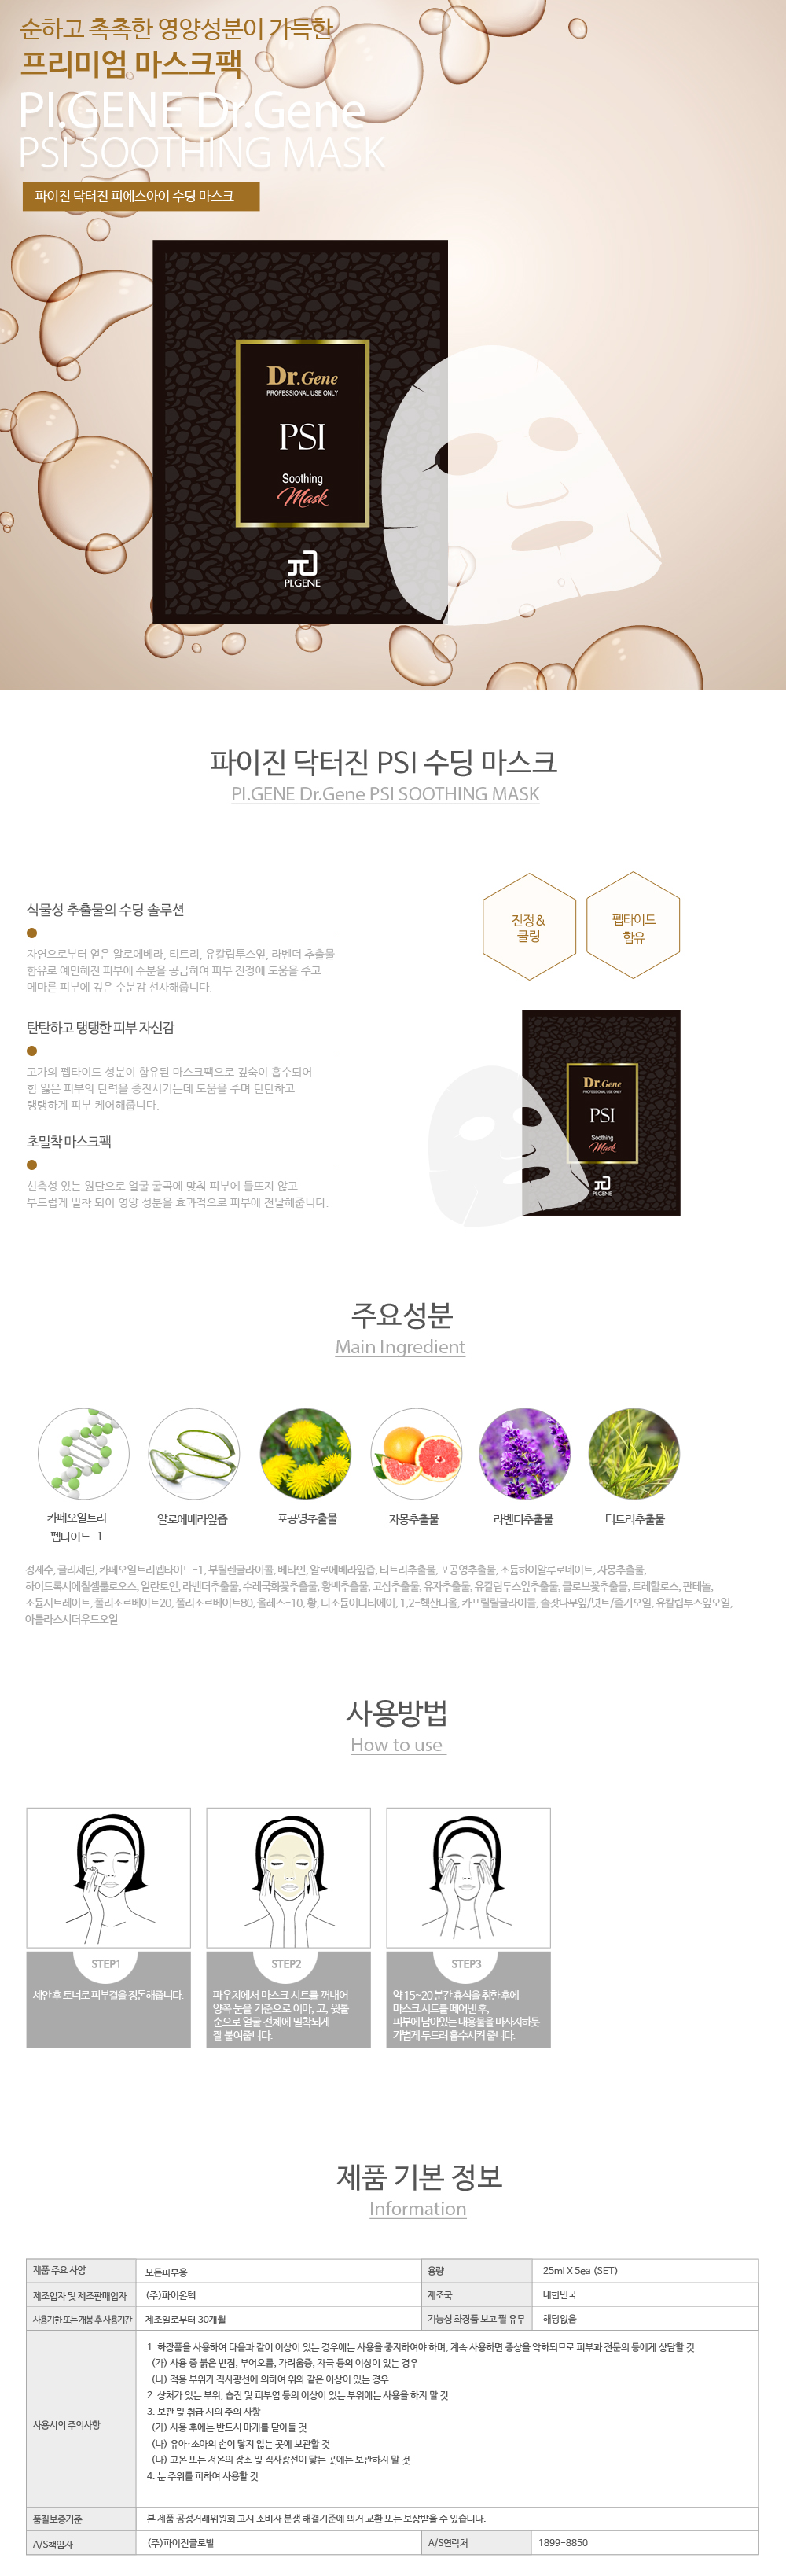 순하고 촉촉한 영양성분이 가득한
프리미엄 마스크팩
PI.GENE Dr.Gene
PSI SOOTHING MASK
파이진 닥터진 피에스아이 수딩 마스크
Dr.Gene
PROFESSIONAL USE ONLY
PSI
Soothing
Mask
PI.GENE
파이진 닥터진 PSI 수딩 마스크
PI.GENE Dr.Gene PSI SOOTHING MASK
식물성 추출물의 수딩 솔루션
자연으로부터 얻은 알로에베라, 티트리, 유칼립투스잎, 라벤더 추출물
함유로 예민해진 피부에 수분을 공급하여 피부 진정에 도움을 주고
메마른 피부에 깊은 수분감 선사해줍니다.
탄탄하고 탱탱한 피부 자신감
고가의 펩타이드 성분이 함유된 마스크팩으로 깊숙이 흡수되어
힘 잃은 피부의 탄력을 증진시키는데 도움을 주며 탄탄하고
탱탱하게 피부 케어해줍니다.
초밀착 마스크팩
신축성 있는 원단으로 얼굴 굴곡에 맞춰 피부에 들뜨지 않고
부드럽게 밀착 되어 영양 성분을 효과적으로 피부에 전달해줍니다.
진정&
쿨링
펩타이드
함유
Dr.Gene
PROFESSIONAL USE ONLY
PSI
Soothing
Mask
PI.GENE
주요성분
Main Ingredient
카페오일트리
펩타이드-1
알로에베라잎즙
포공영추출물
자몽추출물
라벤더추출물
티트리추출물
정제수, 글리세린, 카페오일트리펩타이드-1, 부틸렌글라이콜, 베타인, 알로에베라잎즙, 티트리추출물, 포공영추출물, 소듐하이알루로네이트, 자몽추출물,
하이드록시에칠셀룰로오스, 알란토인, 라벤더추출물, 수레국화꽃추출물, 황백추출물, 고삼추출물, 유자추출물, 유칼립투스잎추출물, 클로브꽃추출물, 트레할로스, 판테놀,
소듐시트레이트, 폴리소르베이트20, 폴리소르베이트80, 올레스-10, 황, 디소듐이디티에이, 1,2-헥산디올, 카프릴릴글라이콜, 솔잣나무잎/넛트/줄기오일, 유칼립투스잎오일,
아틀라스시더우드오일
사용방법
How to use
STEP1
세안 후 토너로 피부결을 정돈해줍니다.
STEP2
파우치에서 마스크 시트를 꺼내어
양쪽 눈을 기준으로 이마, 코, 윗볼
순으로 얼굴 전체에 밀착되게
잘 붙여줍니다.
STEP3
약 15~20분간 휴식을 취한 후에
마스크 시트를 떼어낸 후,
피부에 남아있는 내용물을 마사지하듯
가볍게 두드려 흡수시켜 줍니다.
제품 기본 정보
Information
제품 주요 사양 모든피부용 용량 25ml X 5ea (SET)
제조업자 및 제조판매업자 (주)파이온텍 제조국 대한민국
사용기한 또는 개봉 후 사용기간 제조일로부터 30개월 기능성 화장품 보고 필 유무 해당없음
사용시의 주의사항
1. 화장품을 사용하여 다음과 같이 이상이 있는 경우에는 사용을 중지하여야 하며, 계속 사용하면 증상을 악화되므로 피부과 전문의 등에게 상담할 것
(가) 사용 중 붉은 반점, 부어오름, 가려움증, 자극 등의 이상이 있는 경우
(나) 적용 부위가 직사광선에 의하여 위와 같은 이상이 있는 경우
2. 상처가 있는 부위, 습진 및 피부염 등의 이상이 있는 부위에는 사용을 하지 말 것
3. 보관 및 취급 시의 주의 사항
(가) 사용 후에는 반드시 마개를 닫아둘 것
(나) 유아·소아의 손이 닿지 않는 곳에 보관할 것
(다) 고온 또는 저온의 장소 및 직사광선이 닿는 곳에는 보관하지 말 것
4. 눈 주위를 피하여 사용할 것
품질보증기준 본 제품 공정거래위원회 고시 소비자 분쟁 해결기준에 의거 교환 또는 보상받을 수 있습니다.
A/S책임자 (주)파이진글로벌 A/S연락처 1899-8850